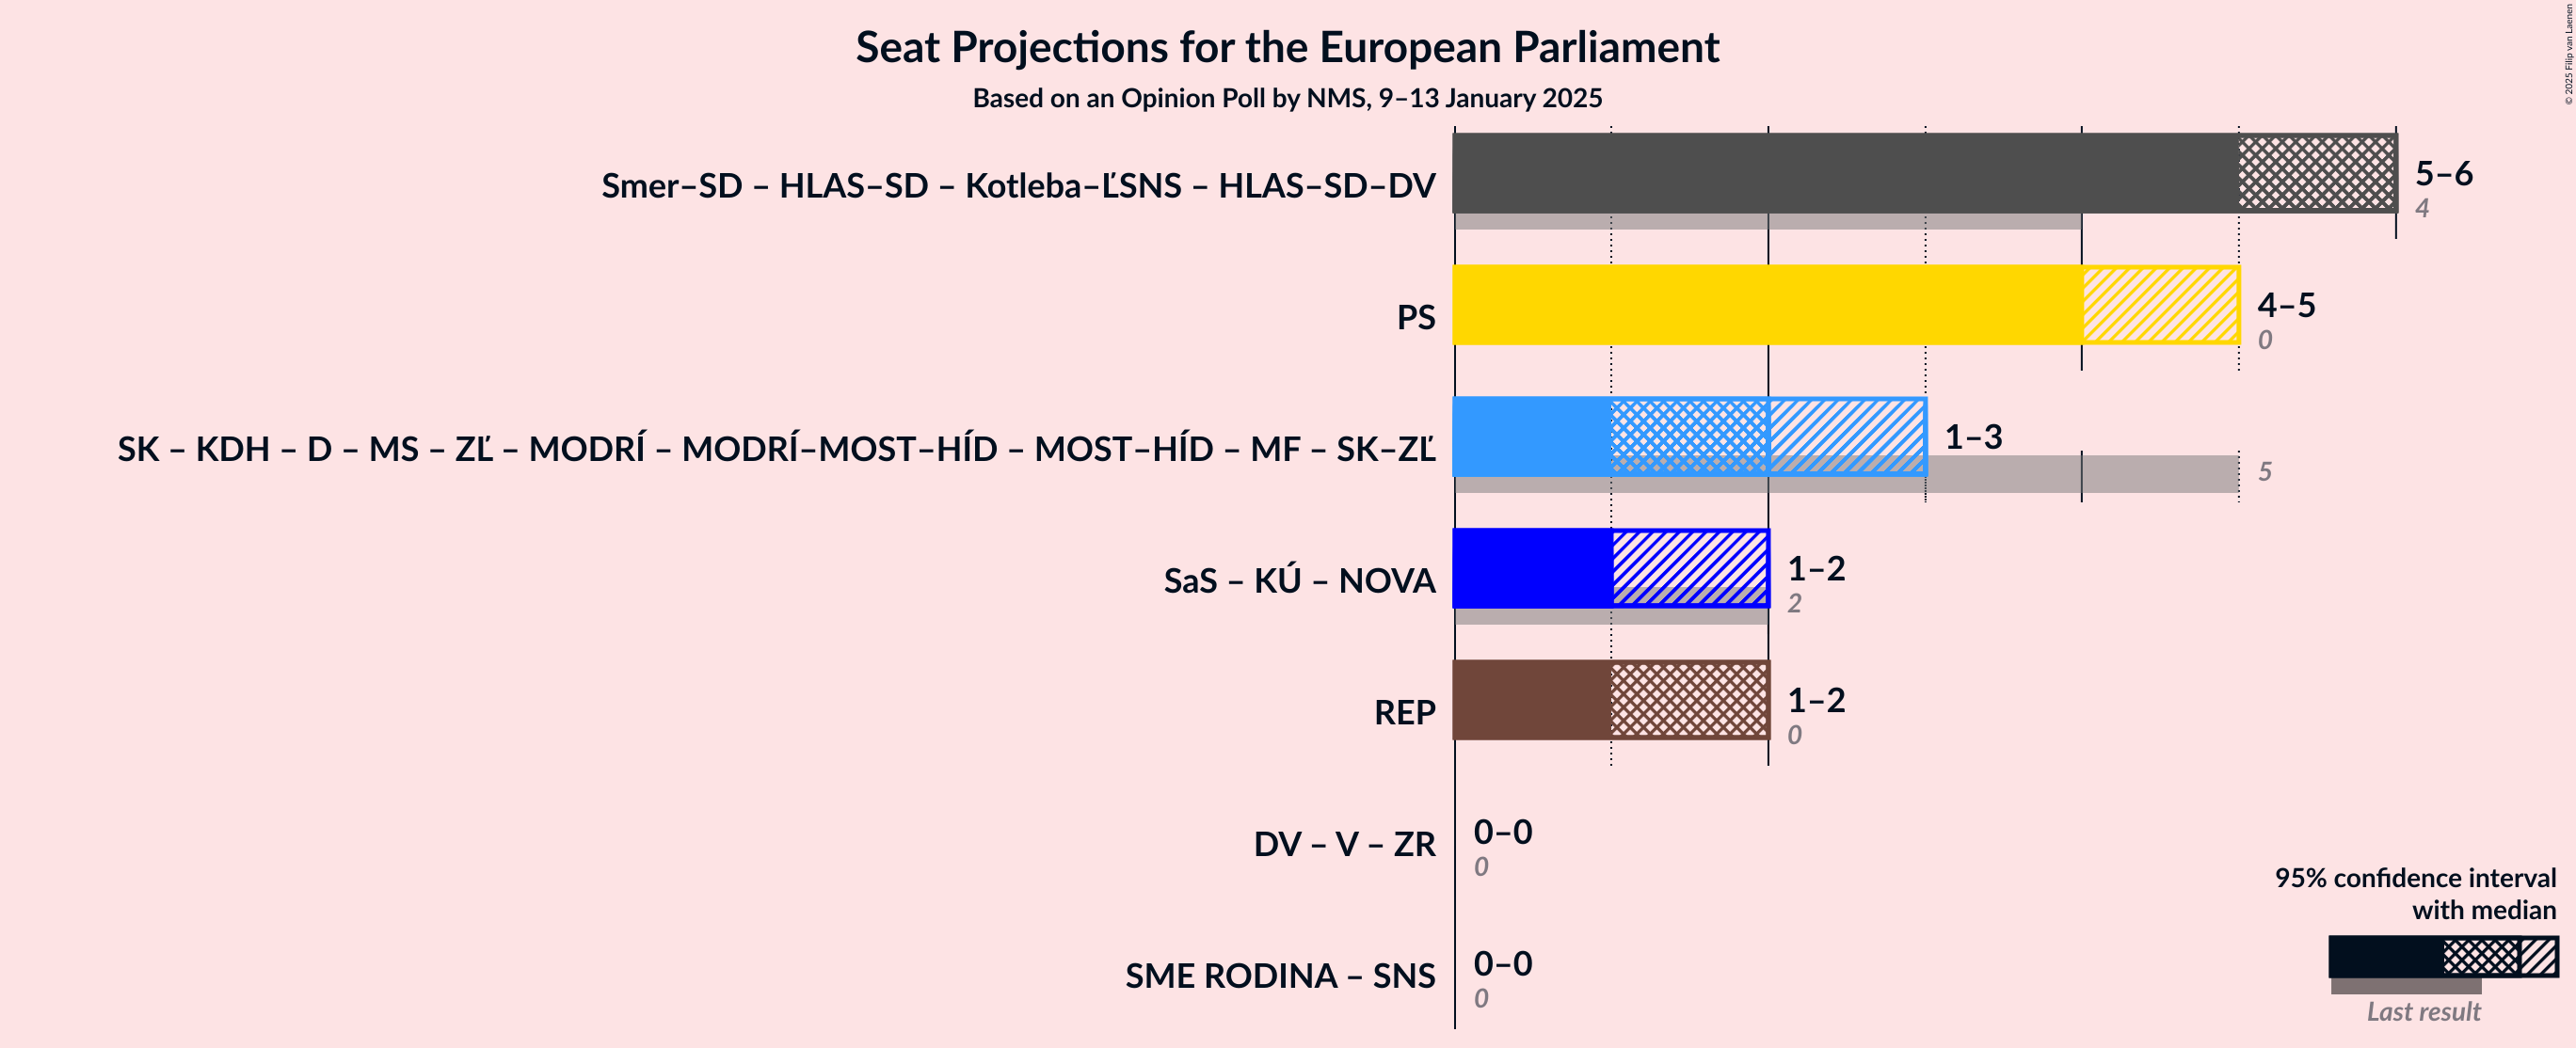 Seat Projections for the European Parliament
Based on an Opinion Poll by NMS, 9–13 January 2025
© 2025 Filip van Laenen
Smer–SD – HLAS–SD – Kotleba–ĽSNS – HLAS–SD–DV
5–6
4
PS
4–5
0
SK – KDH – D – MS – ZĽ – MODRÍ – MODRÍ–MOST–HÍD – MOST–HÍD – MF – SK–ZĽ
1–3
5
SaS – KÚ – NOVA
1–2
2
REP
1–2
0
DV – V – ZR
0–0
0
SME RODINA – SNS
0–0
0
95% confidence interval
with median
Last result